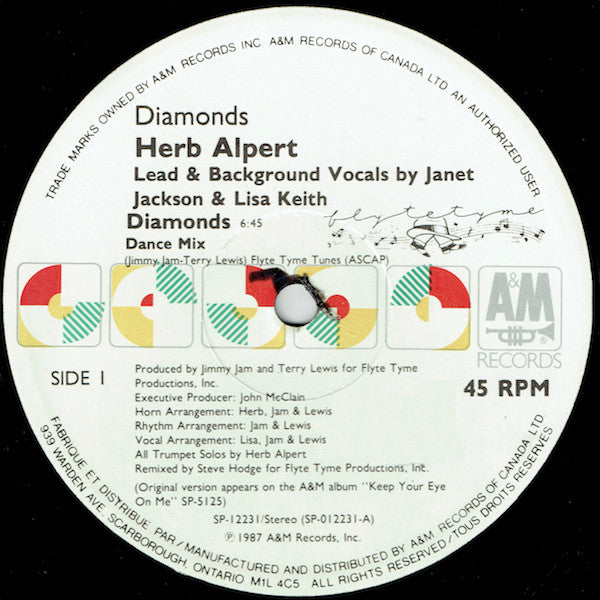 TRADE MARKS OWNED BY A&M RECORDS INC. A&M RECORDS OF CANADA LTD. AN AUTHORIZED USER
Diamonds
Herb Alpert
Lead & Background Vocals by Janet
Jackson & Lisa Keith
Diamonds 6:45
flytetyme
Dance Mix
(Jimmy Jam-Terry Lewis) Flyte Tyme Tunes (ASCAP)
A&M
RECORDS
SIDE 1
45 RPM
Produced by Jimmy Jam and Terry Lewis for Flyte Tyme
Productions, Inc.
Executive Producer: John McClain
Horn Arrangement: Herb, Jam & Lewis
Rhythm Arrangement: Jam & Lewis
Vocal Arrangement: Lisa, Jam & Lewis
All Trumpet Solos by Herb Alpert
Remixed by Steve Hodge for Flyte Tyme Productions, Inc.
(Original version appears on the A&M album "Keep Your Eye
On Me" SP-5125)
SP-12231/Stereo (SP-012231-A)
℗ 1987 A&M Records, Inc.
FABRIQUE ET DISTRIBUE PAR/MANUFACTURED AND DISTRIBUTED BY A&M RECORDS OF CANADA LTD.
939 WARDEN AVE, SCARBOROUGH, ONTARIO M1L 4C5 ALL RIGHTS RESERVED/TOUS DROITS RESERVES